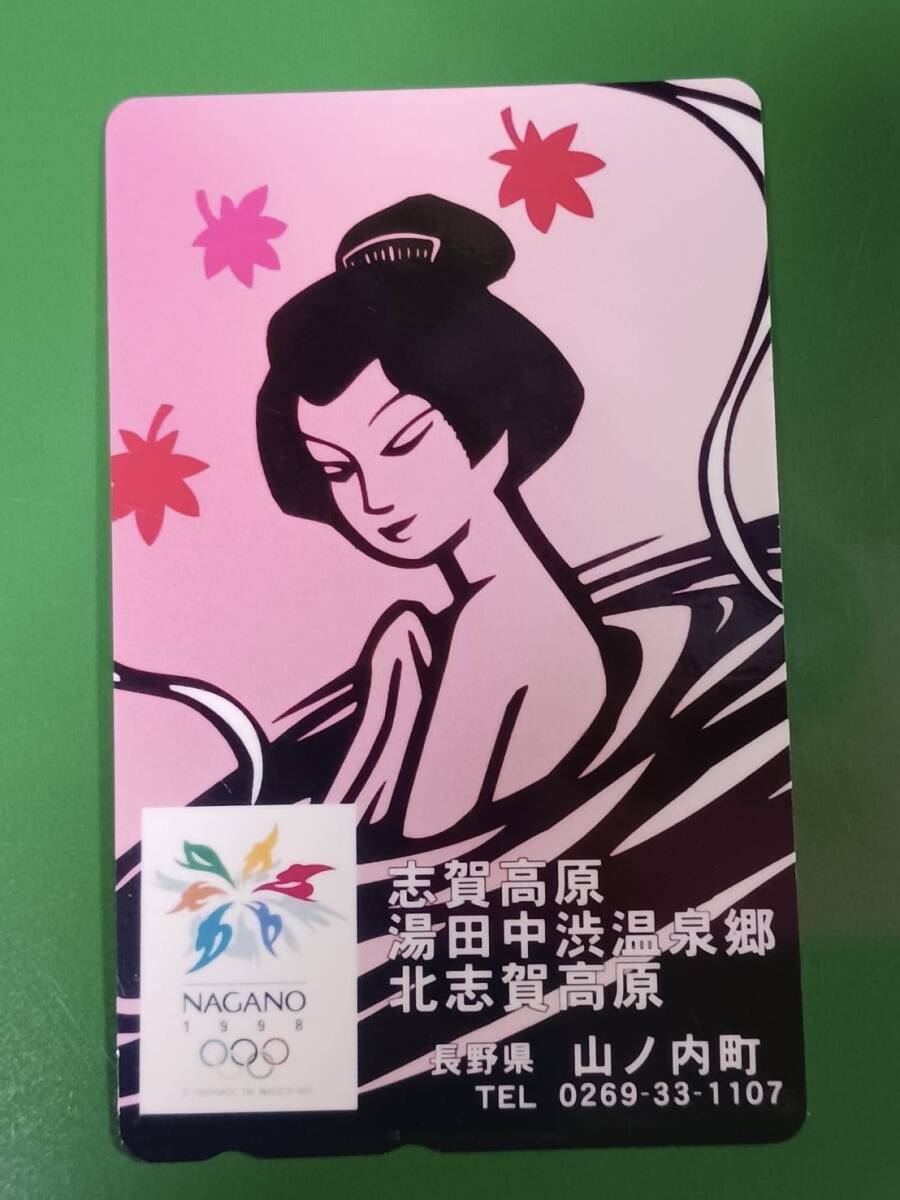 志賀高原
湯田中渋温泉郷
北志賀高原
長野県 山ノ内町
TEL 0269-33-1107
NAGANO
1998